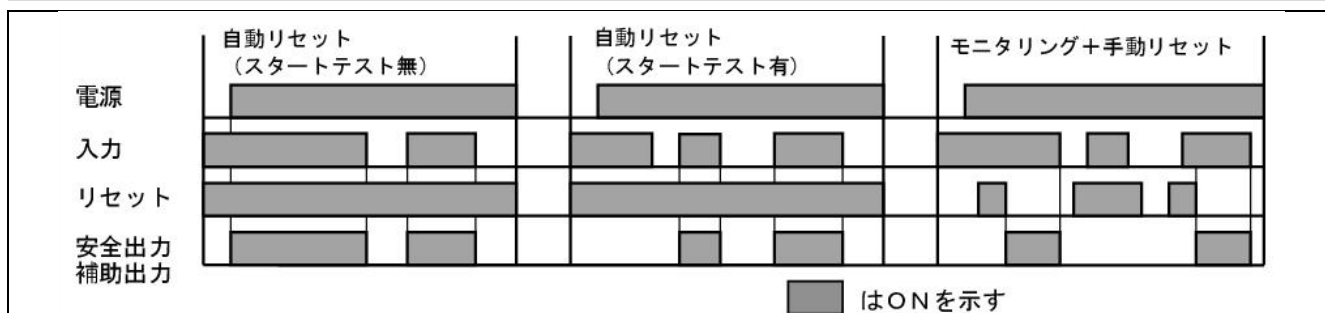 自動リセット
（スタートテスト無）
自動リセット
（スタートテスト有）
モニタリング＋手動リセット
電源
入力
リセット
安全出力
補助出力
はＯＮを示す